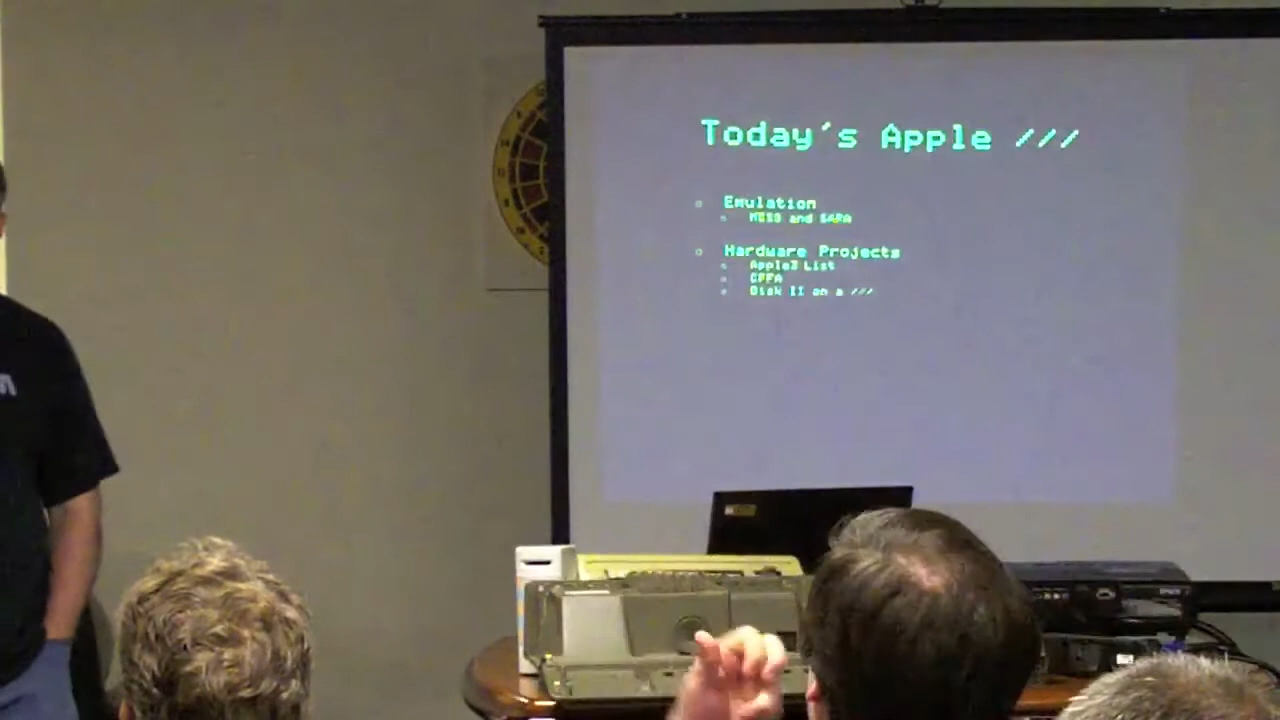 Today's Apple ///
Emulation
MESS and SARA
Hardware Projects
Apple3 List
CFFA
Disk II on a ///